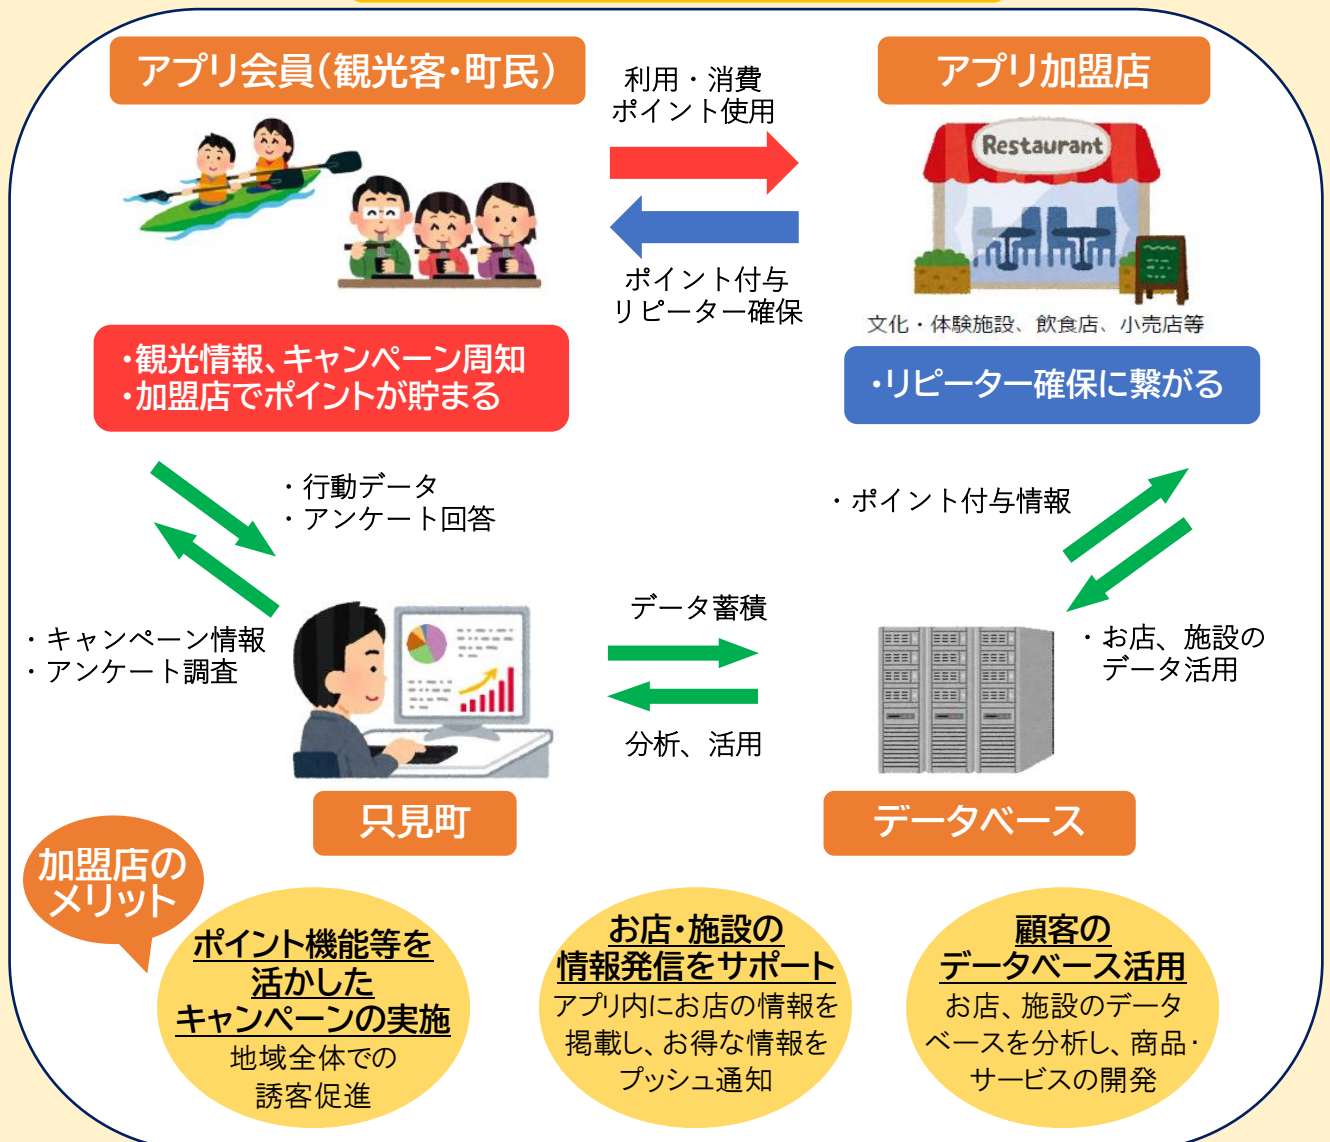 アプリ会員(観光客・町民)
利用・消費
ポイント使用
アプリ加盟店
Restaurant
ポイント付与
リピーター確保
文化・体験施設、飲食店、小売店等
・観光情報、キャンペーン周知
・加盟店でポイントが貯まる
・リピーター確保に繋がる
・行動データ
・アンケート回答
・ポイント付与情報
・キャンペーン情報
・アンケート調査
データ蓄積
分析、活用
・お店、施設の
データ活用
只見町
データベース
加盟店の
メリット
ポイント機能等を
活かした
キャンペーンの実施
地域全体での
誘客促進
お店・施設の
情報発信をサポート
アプリ内にお店の情報を
掲載し、お得な情報を
プッシュ通知
顧客の
データベース活用
お店、施設のデータ
ベースを分析し、商品・
サービスの開発